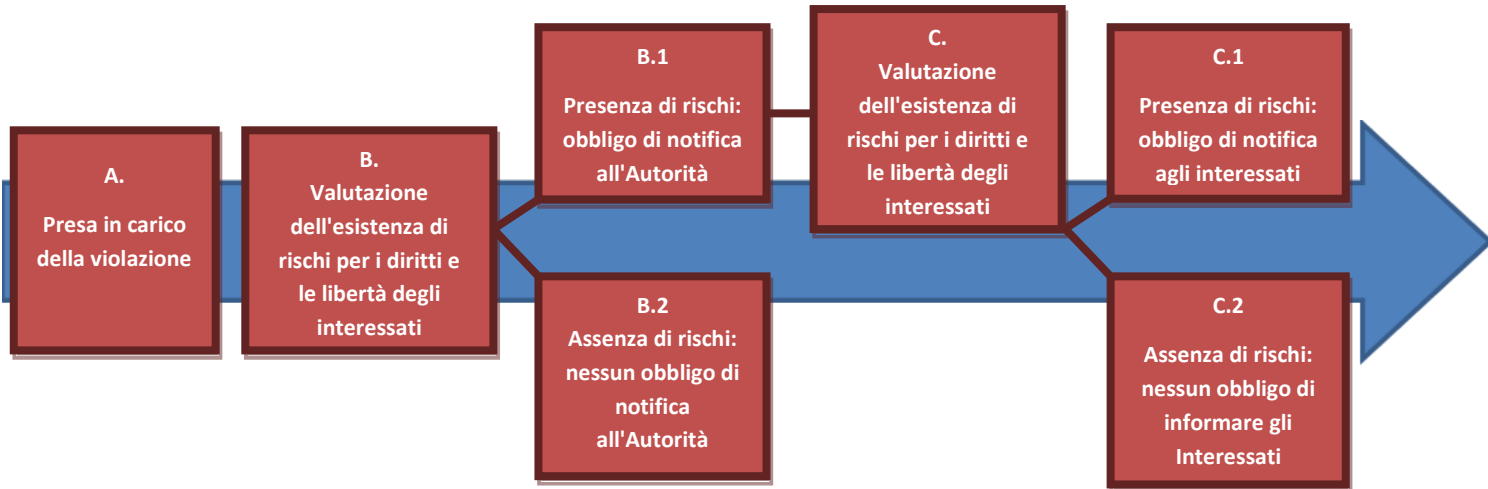 A.
Presa in carico
della violazione
B.
Valutazione
dell'esistenza di
rischi per i diritti e
le libertà degli
interessati
B.1
Presenza di rischi:
obbligo di notifica
all'Autorità
B.2
Assenza di rischi:
nessun obbligo di
notifica
all'Autorità
C.
Valutazione
dell'esistenza di
rischi per i diritti e
le libertà degli
interessati
C.1
Presenza di rischi:
obbligo di notifica
agli interessati
C.2
Assenza di rischi:
nessun obbligo di
informare gli
Interessati